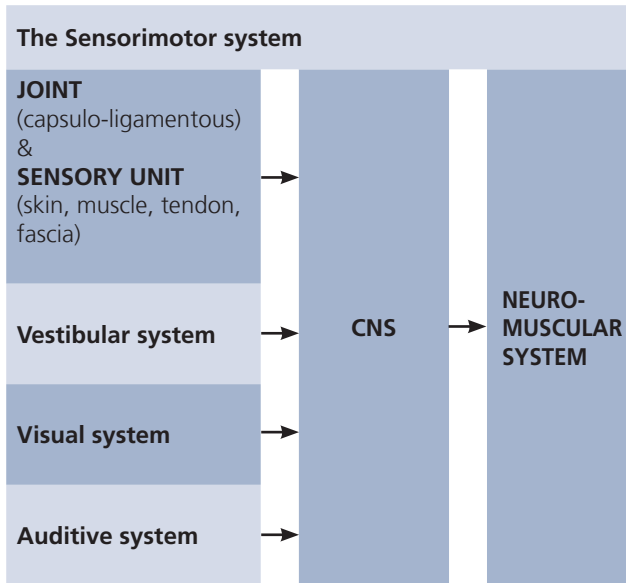 The Sensorimotor system
JOINT
(capsulo-ligamentous)
&
SENSORY UNIT
(skin, muscle, tendon,
fascia)
Vestibular system
Visual system
Auditive system
CNS
NEURO-
MUSCULAR
SYSTEM